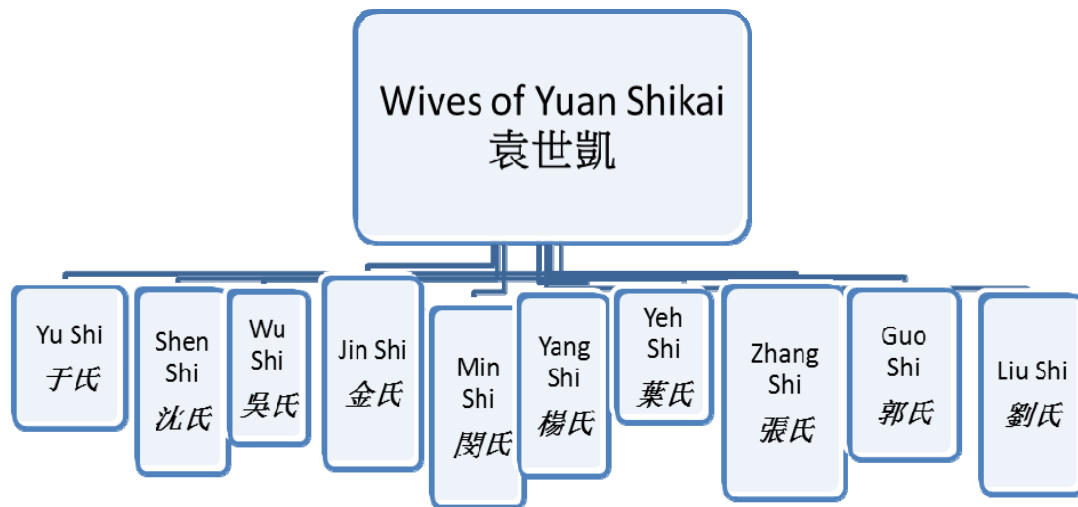 Wives of Yuan Shikai
袁世凱
Yu Shi
于氏
Shen
Shi
沈氏
Wu
Shi
吳氏
Jin Shi
金氏
Min
Shi
閔氏
Yang
Shi
楊氏
Yeh
Shi
葉氏
Zhang
Shi
張氏
Guo
Shi
郭氏
Liu Shi
劉氏